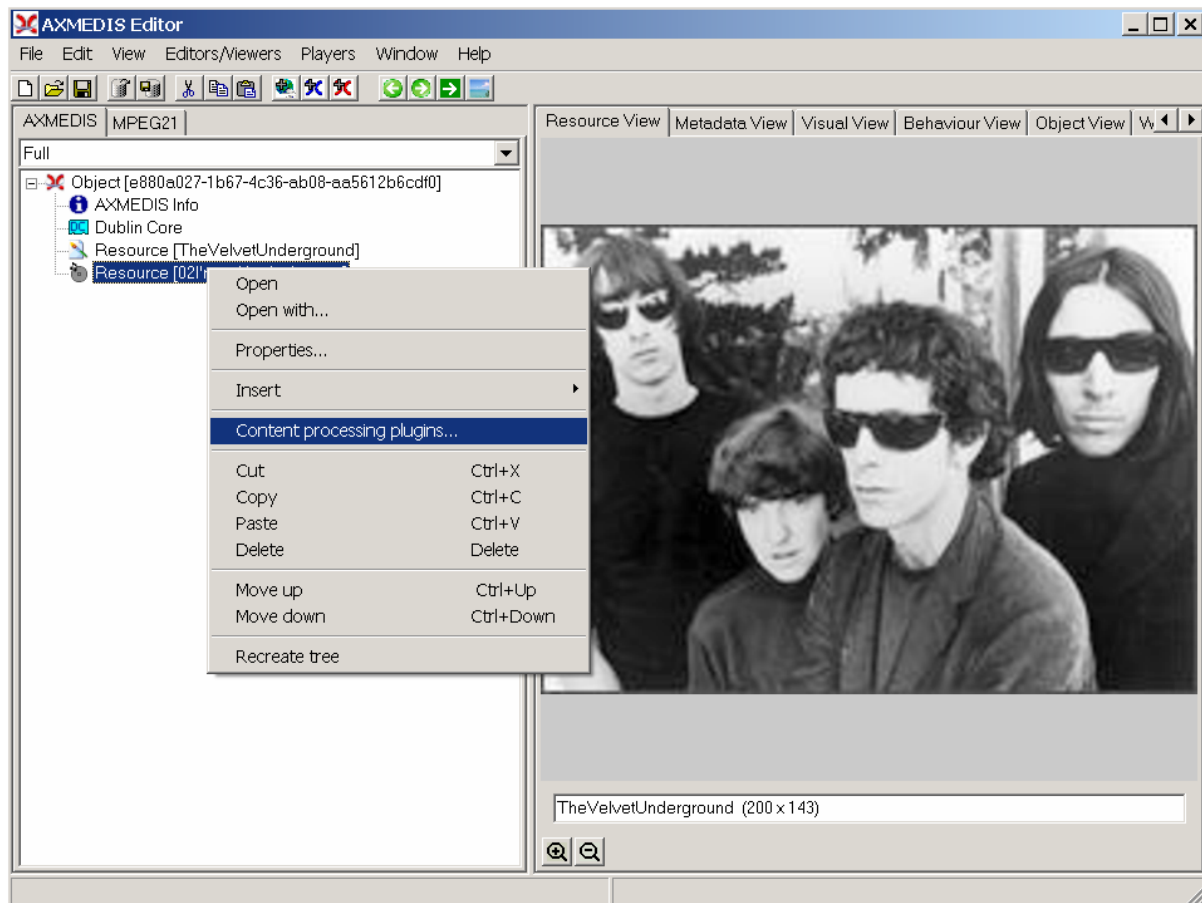 AXMEDIS Editor
File Edit View Editors/Viewers Players Window Help
AXMEDIS MPEG21
Resource View Metadata View Visual View Behaviour View Object View
Full
Object [e880a027-1b67-4c36-ab08-aa5612b6cdf0]
AXMEDIS Info
Dublin Core
Resource [TheVelvetUnderground]
Resource
Open
Open with...
Properties...
Insert
Content processing plugins...
Cut Ctrl+X
Copy Ctrl+C
Paste Ctrl+V
Delete Delete
Move up Ctrl+Up
Move down Ctrl+Down
Recreate tree
TheVelvetUnderground (200 x 143)